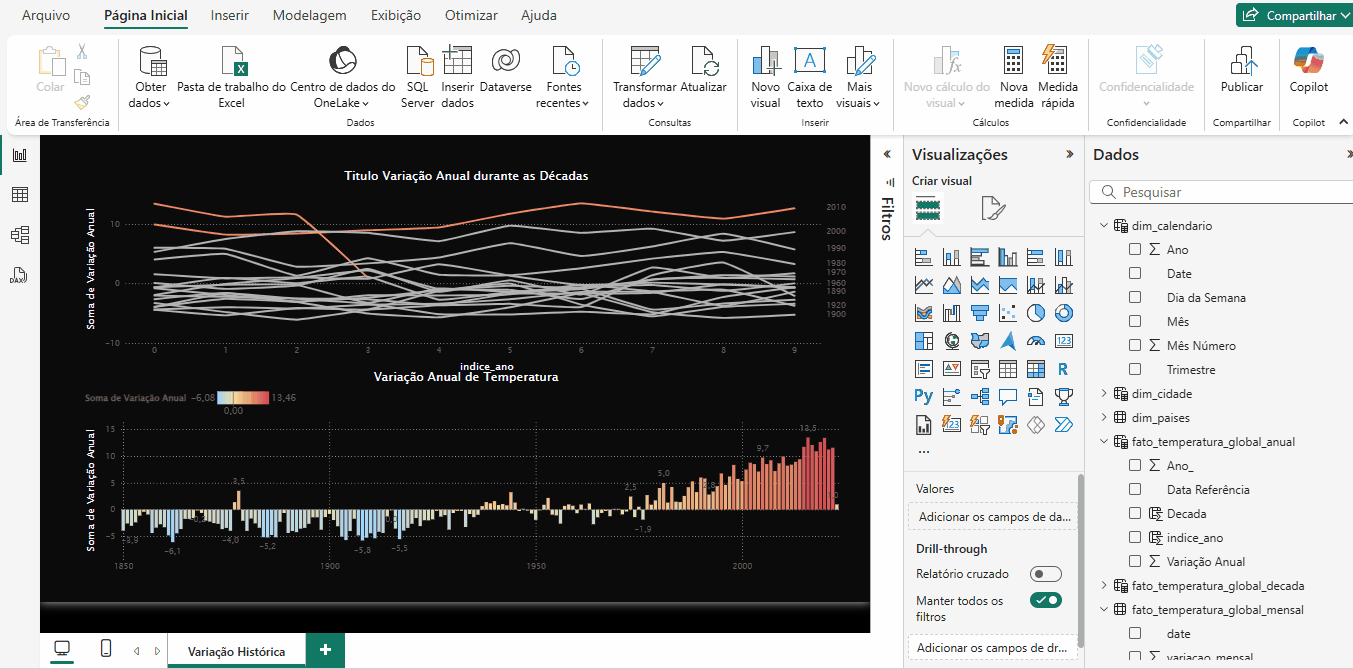 Arquivo Página Inicial Inserir Modelagem Exibição Otimizar Ajuda Compartilhar
Colar
Área de Transferência
Obter dados
Pasta de trabalho do Excel
Centro de dados do OneLake
SQL Server
Inserir dados
Dataverse
Fontes recentes
Dados
Transformar dados
Atualizar
Consultas
Novo visual
Caixa de texto
Mais visuais
Inserir
Novo cálculo do visual
Nova medida
Medida rápida
Cálculos
Confidencialidade
Confidencialidade
Publicar
Compartilhar
Copilot
Copilot
Titulo Variação Anual durante as Décadas
Soma de Variação Anual
10
0
−10
0 1 2 3 4 5 6 7 8 9
indice_ano
2010
2000
1990
1980
1970
1960
1890
1920
1900
Variação Anual de Temperatura
Soma de Variação Anual −6,08 13,46
0,00
Soma de Variação Anual
15
10
5
0
−5
−6,1
3,5
−4,0
−5,2
−5,8
−5,5
2,5
−1,9
5,0
9,7
13,5
1850 1900 1950 2000
Variação Histórica
Filtros
Visualizações
Criar visual
R
Py
123
Valores
Adicionar os campos de da...
Drill-through
Relatório cruzado
Manter todos os
filtros
Adicionar os campos de dr...
Dados
Pesquisar
dim_calendario
Ano
Date
Dia da Semana
Mês
Mês Número
Trimestre
dim_cidade
dim_paises
fato_temperatura_global_anual
Ano_
Data Referência
Decada
indice_ano
Variação Anual
fato_temperatura_global_decada
fato_temperatura_global_mensal
date
variacao_mensal